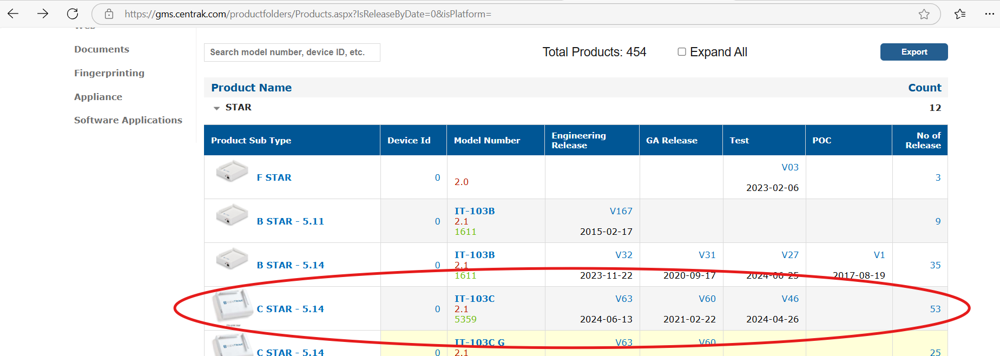 https://gms.centrak.com/productfolders/Products.aspx?IsReleaseByDate=0&isPlatform=
Documents
Fingerprinting
Appliance
Software Applications
Search model number, device ID, etc.
Total Products: 454
Expand All
Export
Product Name Count
STAR 12
Product Sub Type Device Id Model Number Engineering Release GA Release Test POC No of Release
F STAR 0 2.0 V03 2023-02-06 3
B STAR - 5.11 0 IT-103B 2.1 1611 V167 2015-02-17 9
B STAR - 5.14 0 IT-103B 2.1 1611 V32 2023-11-22 V31 2020-09-17 V27 2024-06-25 V1 2017-08-19 35
CENTRAK
C STAR - 5.14 0 IT-103C 2.1 5359 V63 2024-06-13 V60 2021-02-22 V46 2024-04-26 53
CENTRAK
C STAR - 5.14 0 IT-103C G 2.1 V63 V60 25